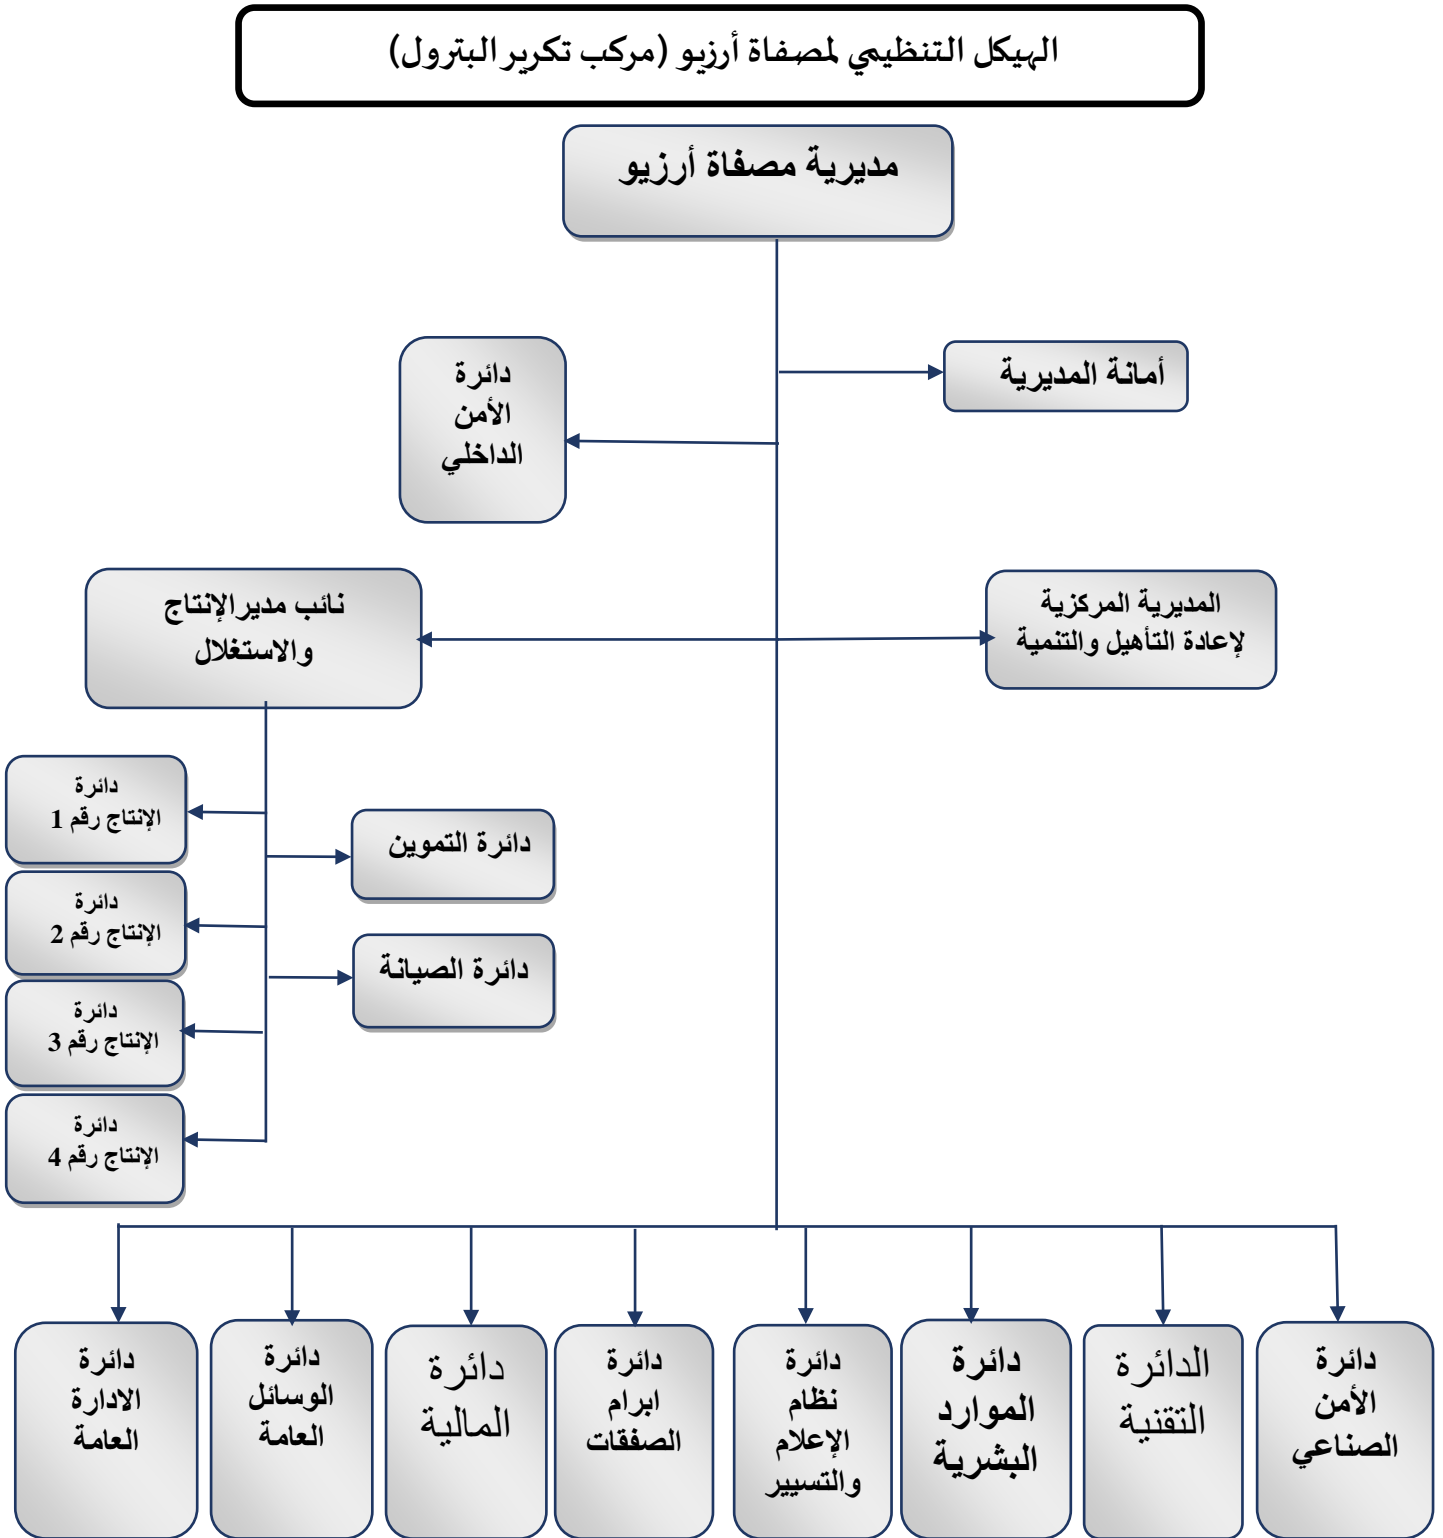 الهيكل التنظيمي لمصفاة أرزيو (مركب تكرير البترول)
مديرية مصفاة أرزيو
أمانة المديرية
دائرة
الأمن
الداخلي
المديرية المركزية
لإعادة التأهيل والتنمية
نائب مديرالإنتاج
والاستغلال
دائرة
الإنتاج رقم 1
دائرة التموين
دائرة
الإنتاج رقم 2
دائرة الصيانة
دائرة
الإنتاج رقم 3
دائرة
الإنتاج رقم 4
دائرة
الأمن
الصناعي
الدائرة
التقنية
دائرة
الموارد
البشرية
دائرة
نظام
الإعلام
والتسيير
دائرة
ابرام
الصفقات
دائرة
المالية
دائرة
الوسائل
العامة
دائرة
الادارة
العامة